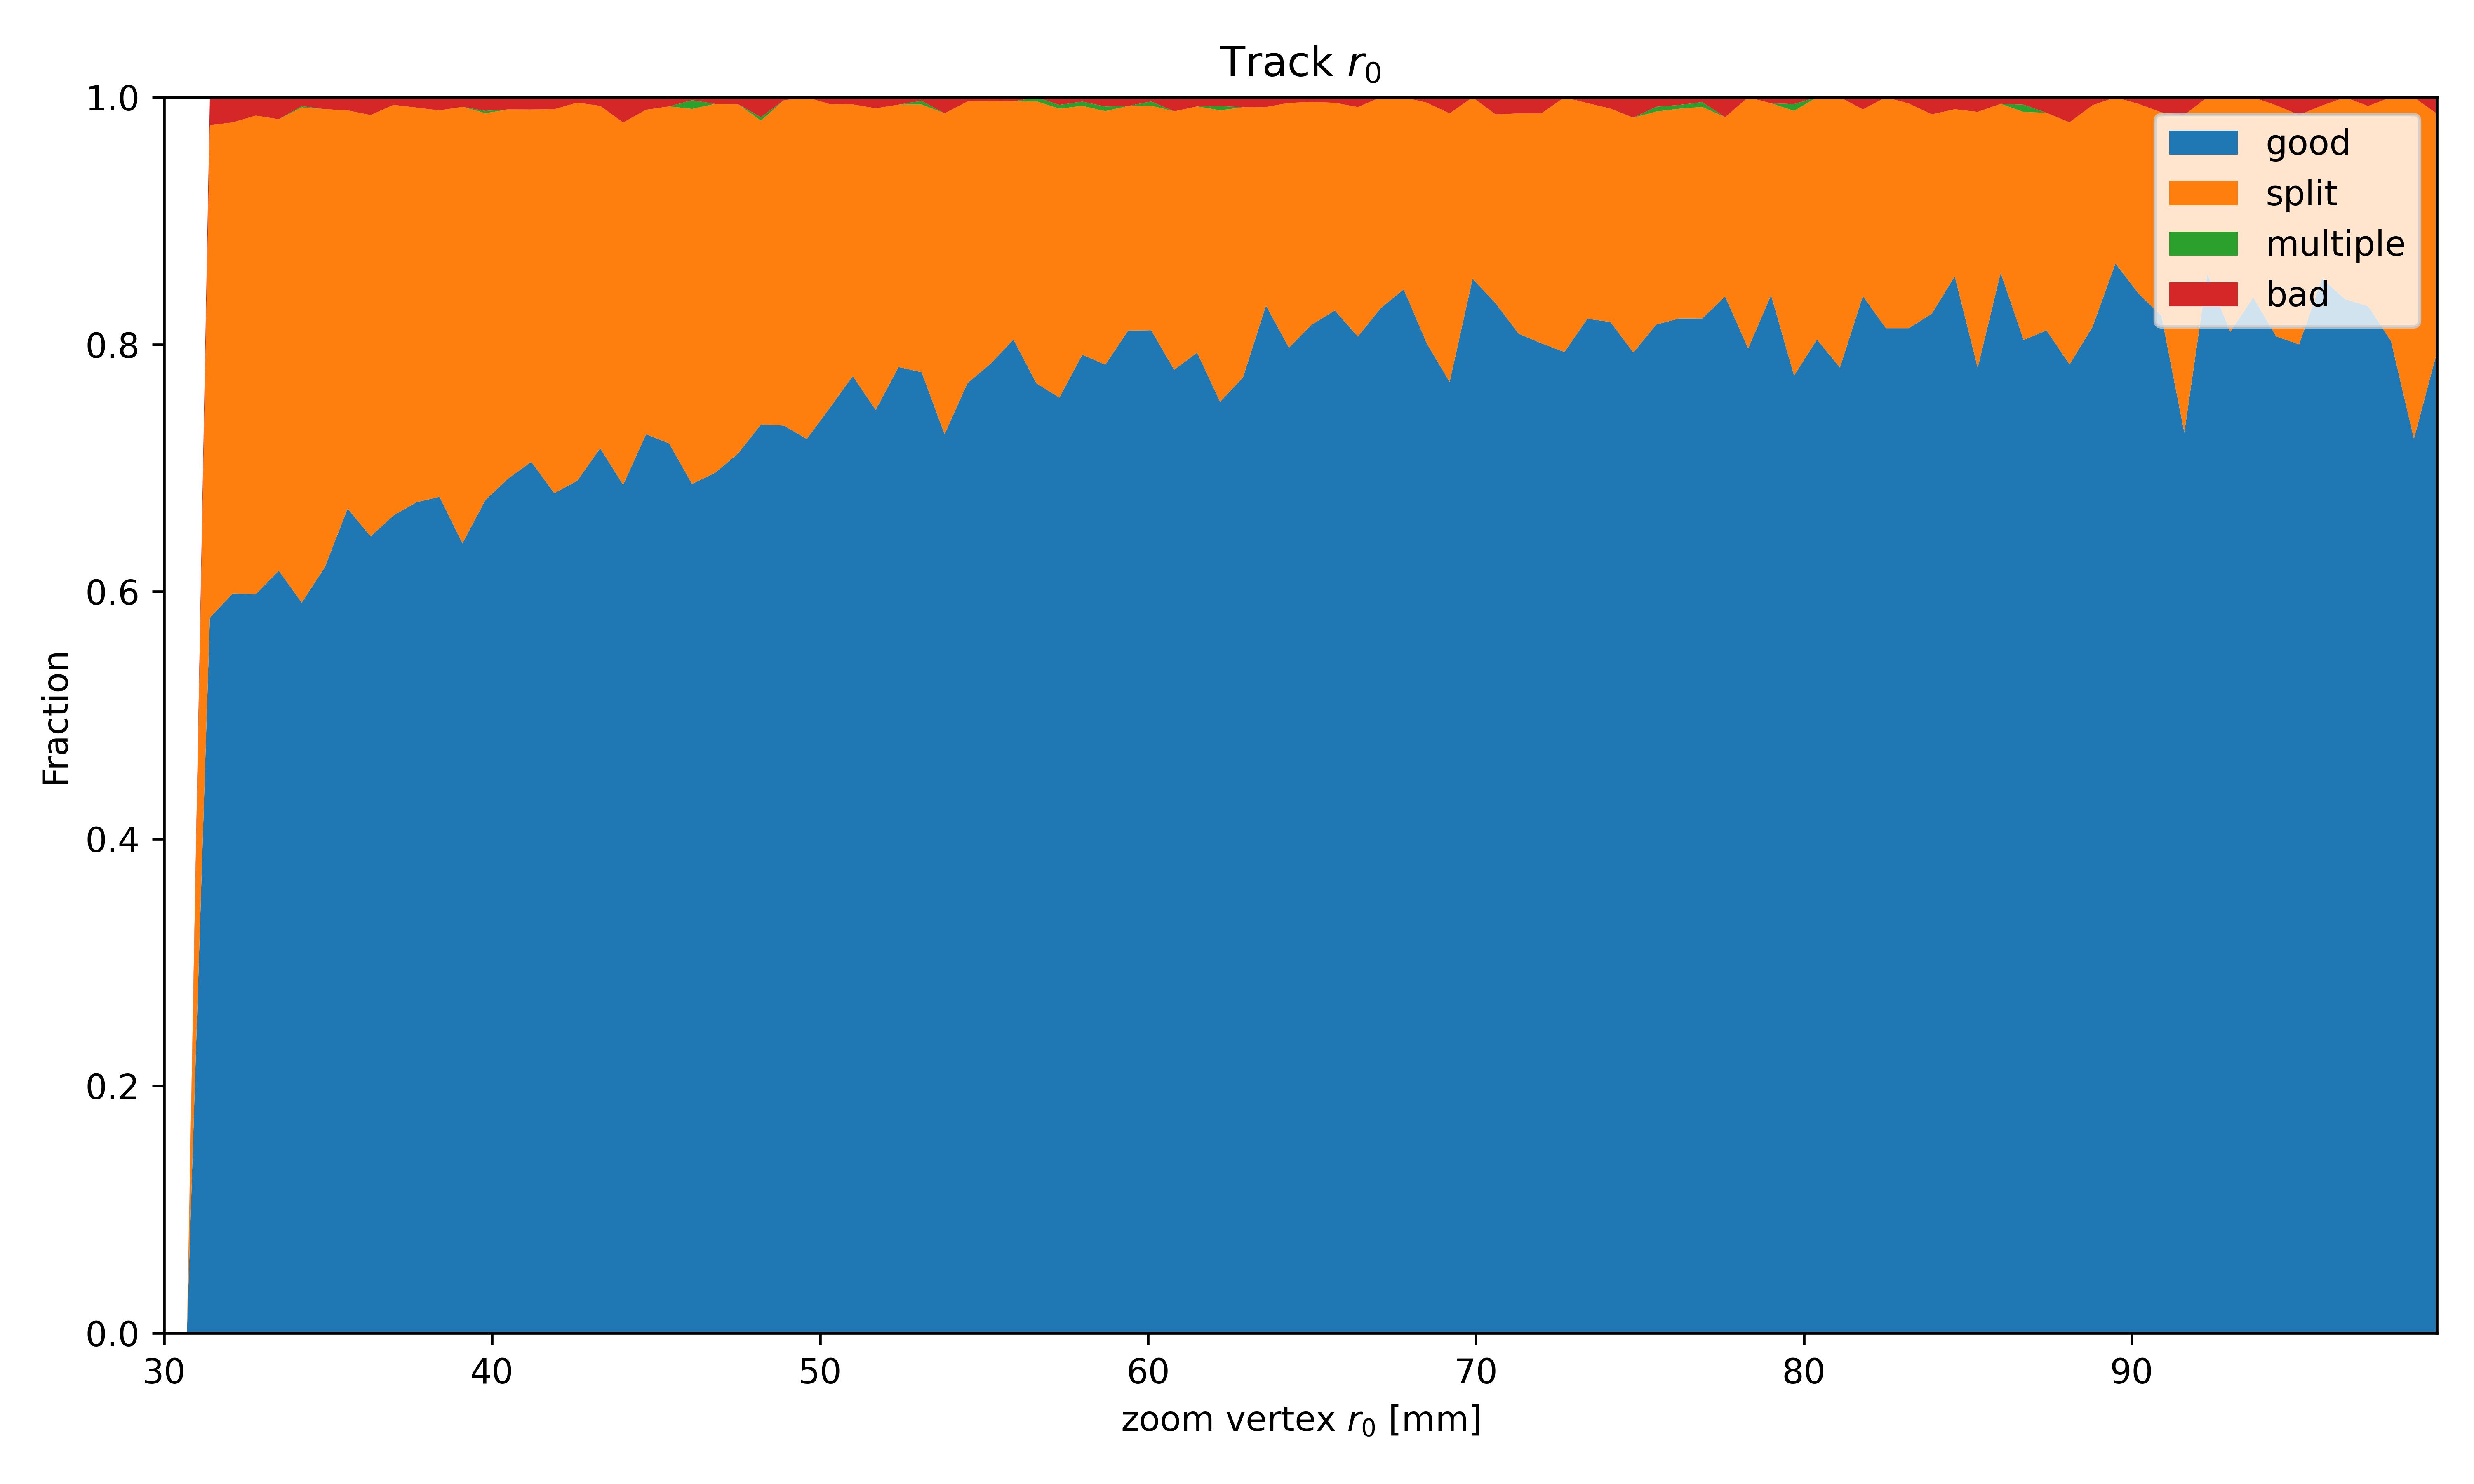 Track r₀
1.0
0.8
0.6
0.4
0.2
0.0
Fraction
good
split
multiple
bad
30 40 50 60 70 80 90
zoom vertex r₀ [mm]